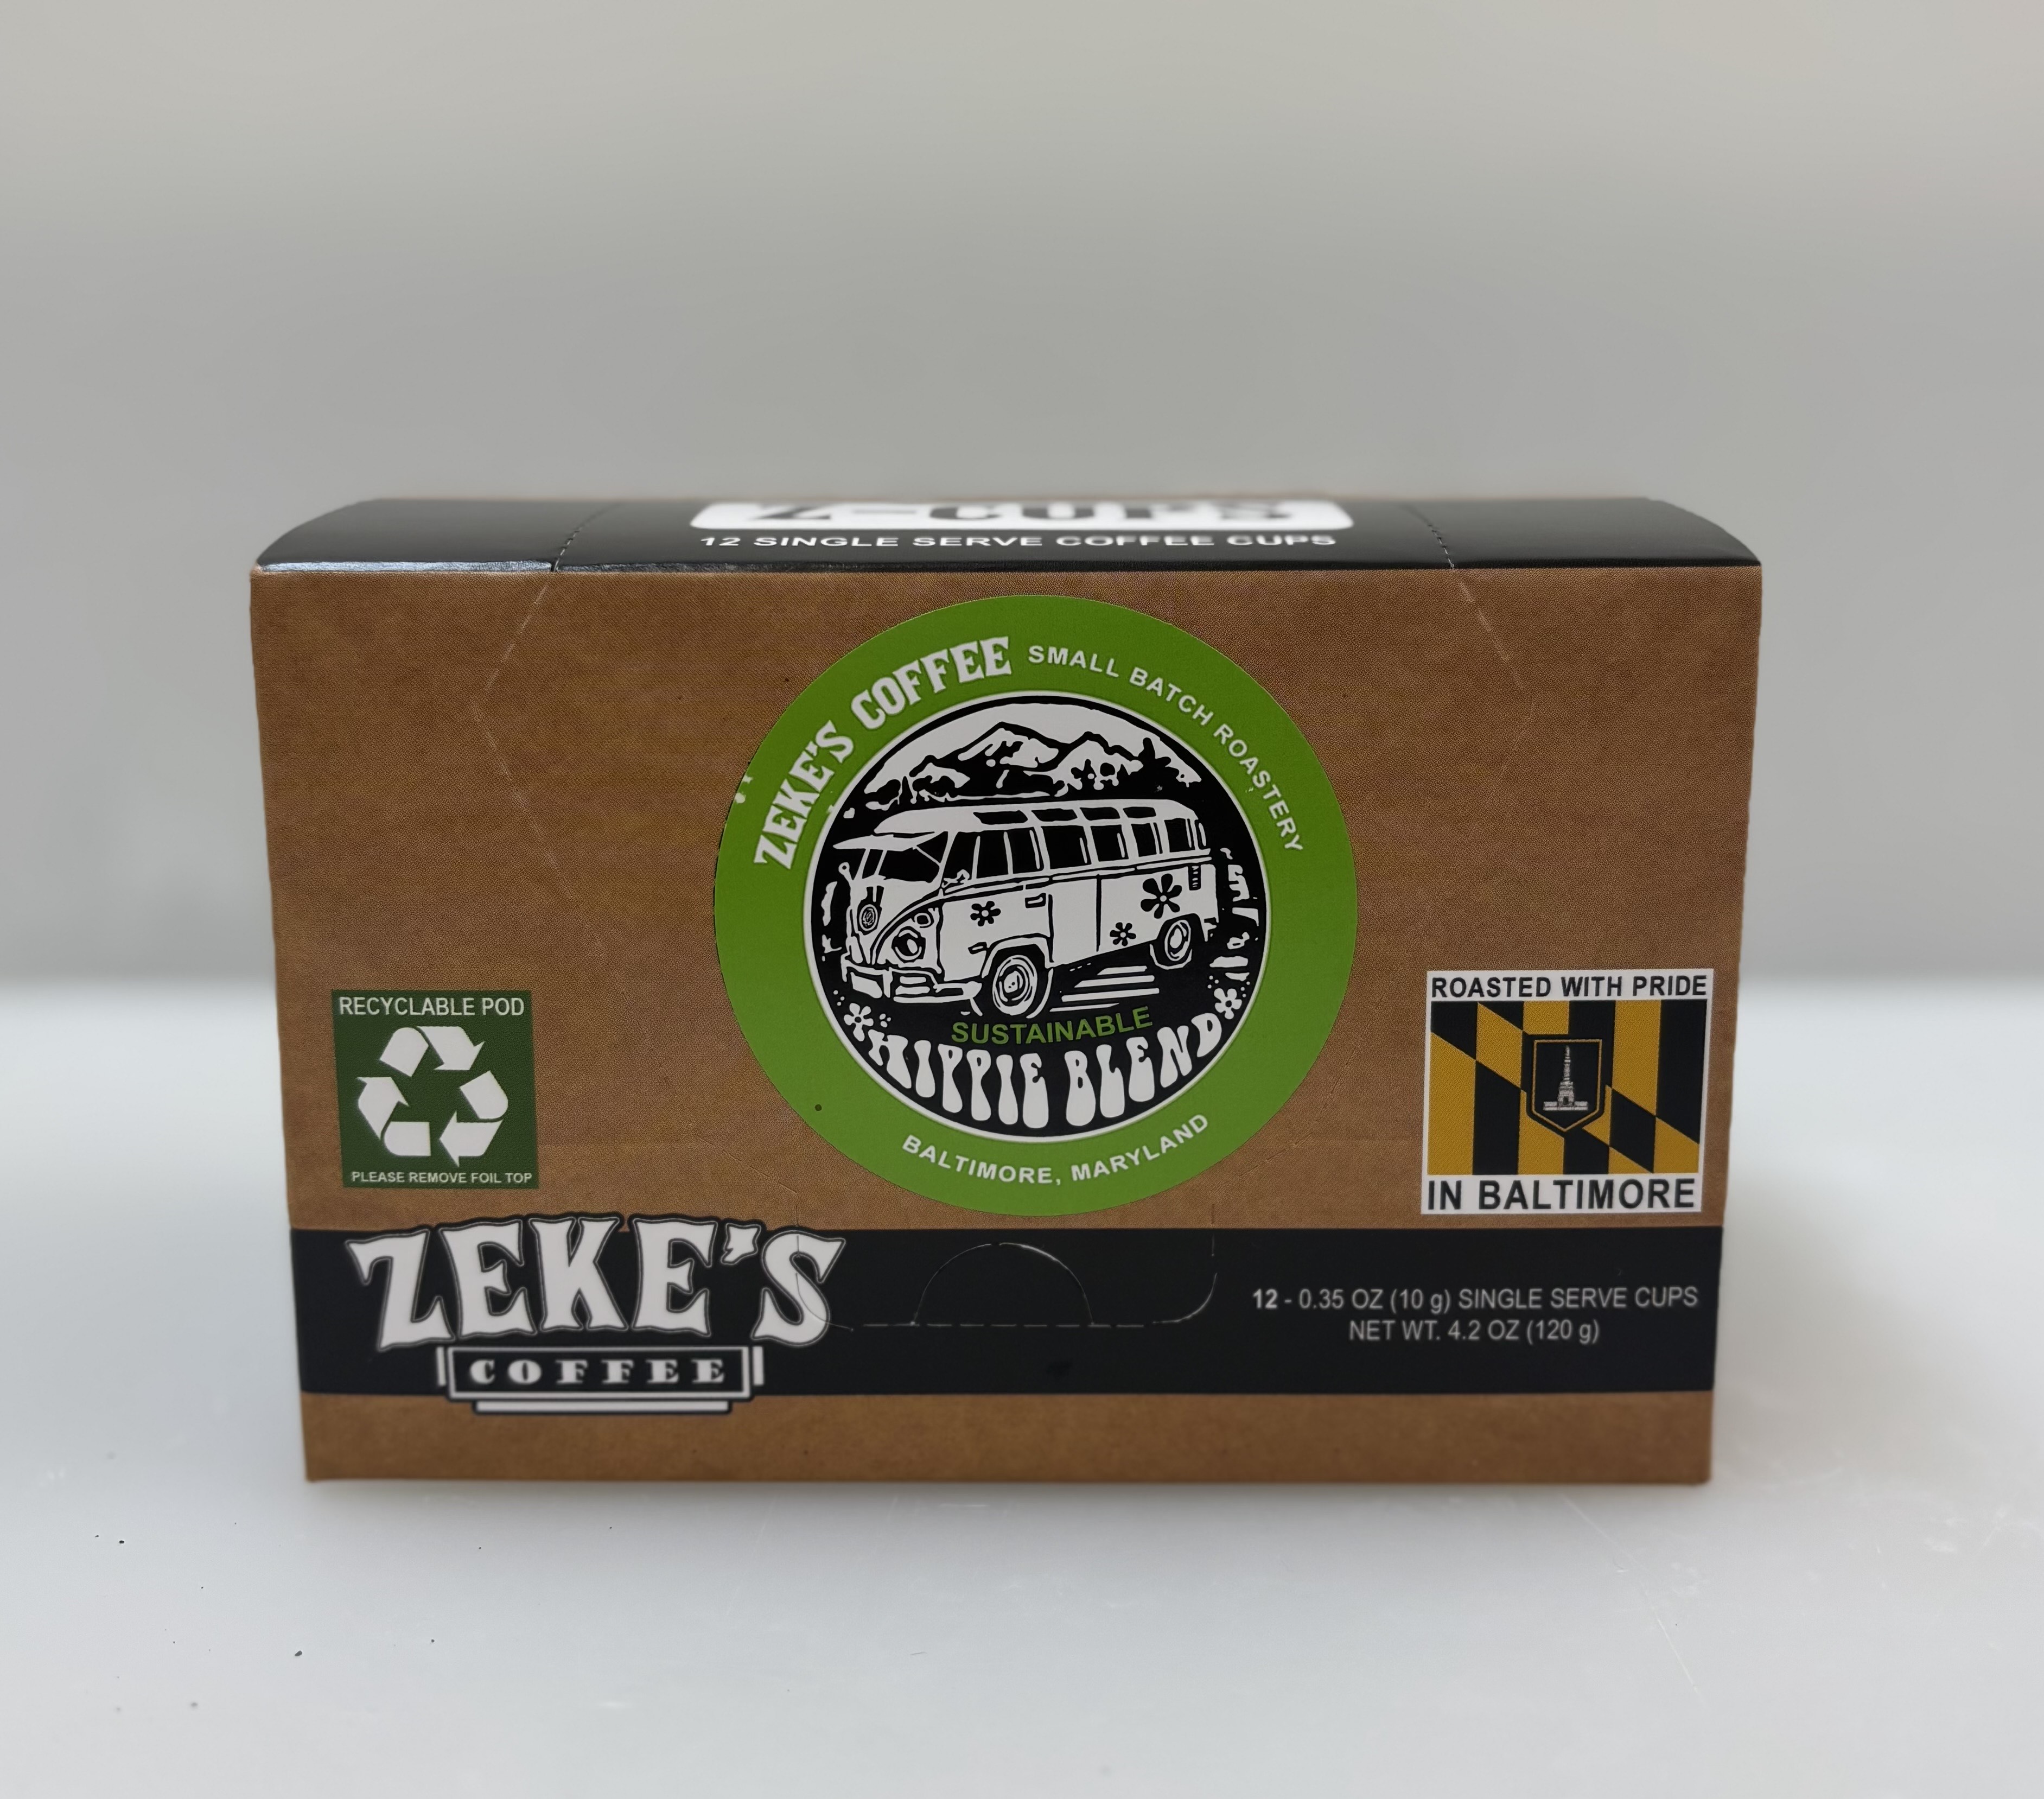 Z-CUPS
12 SINGLE SERVE COFFEE CUPS
ZEKE'S COFFEE SMALL BATCH ROASTERY
SUSTAINABLE
HIPPIE BLEND
BALTIMORE, MARYLAND
RECYCLABLE POD
PLEASE REMOVE FOIL TOP
ROASTED WITH PRIDE
IN BALTIMORE
ZEKE'S
COFFEE
12 - 0.35 OZ (10 g) SINGLE SERVE CUPS
NET WT. 4.2 OZ (120 g)